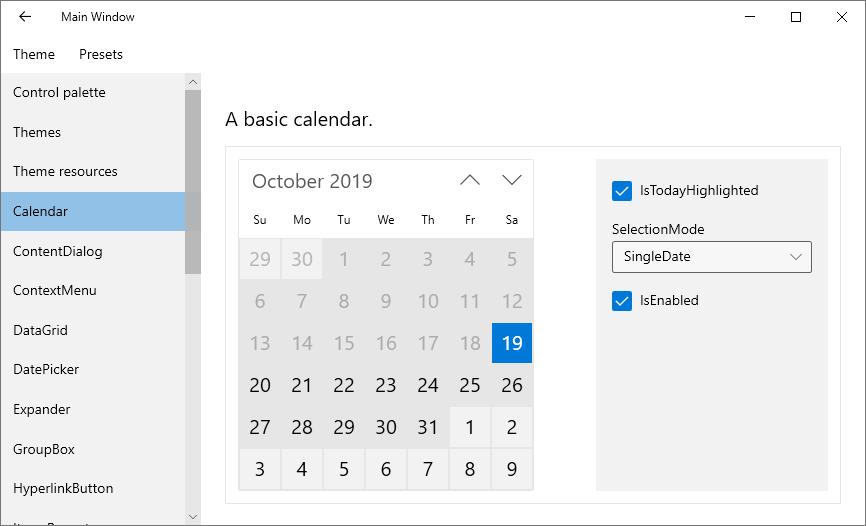 Main Window
Theme Presets
Control palette
Themes
Theme resources
Calendar
ContentDialog
ContextMenu
DataGrid
DatePicker
Expander
GroupBox
HyperlinkButton
A basic calendar.
October 2019
Su Mo Tu We Th Fr Sa
29 30 1 2 3 4 5
6 7 8 9 10 11 12
13 14 15 16 17 18 19
20 21 22 23 24 25 26
27 28 29 30 31 1 2
3 4 5 6 7 8 9
IsTodayHighlighted
SelectionMode
SingleDate
IsEnabled